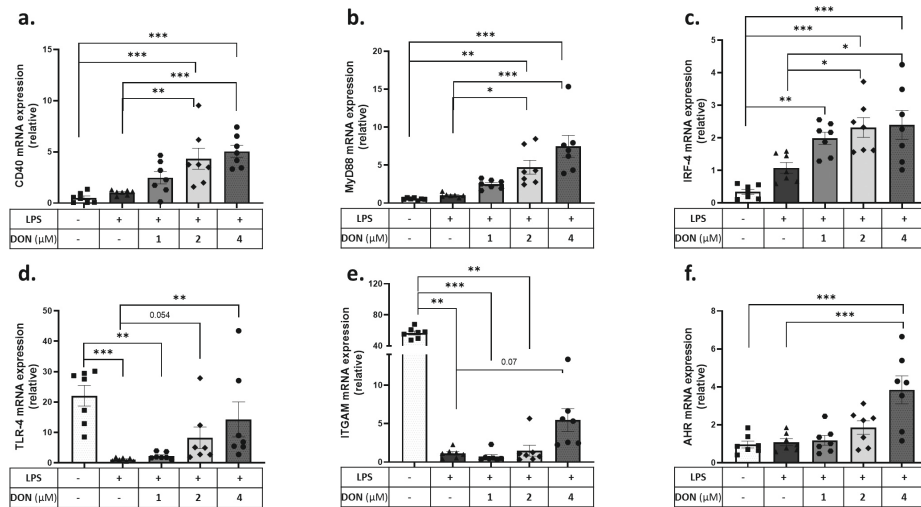 a.
CD40 mRNA expression
(relative)
15
10
5
0
***
***
***
**
LPS - + + + +
DON (µM) - - 1 2 4
b.
MyD88 mRNA expression
(relative)
20
15
10
5
0
***
**
***
*
LPS - + + + +
DON (µM) - - 1 2 4
c.
IRF-4 mRNA expression
(relative)
5
4
3
2
1
0
***
***
*
*
**
LPS - + + + +
DON (µM) - - 1 2 4
d.
TLR-4 mRNA expression
(relative)
50
40
30
20
10
0
**
0.054
**
***
LPS - + + + +
DON (µM) - - 1 2 4
e.
ITGAM mRNA expression
(relative)
120
80
40
10
5
0
**
***
**
0.07
LPS - + + + +
DON (µM) - - 1 2 4
f.
AHR mRNA expression
(relative)
8
6
4
2
0
***
***
LPS - + + + +
DON (µM) - - 1 2 4